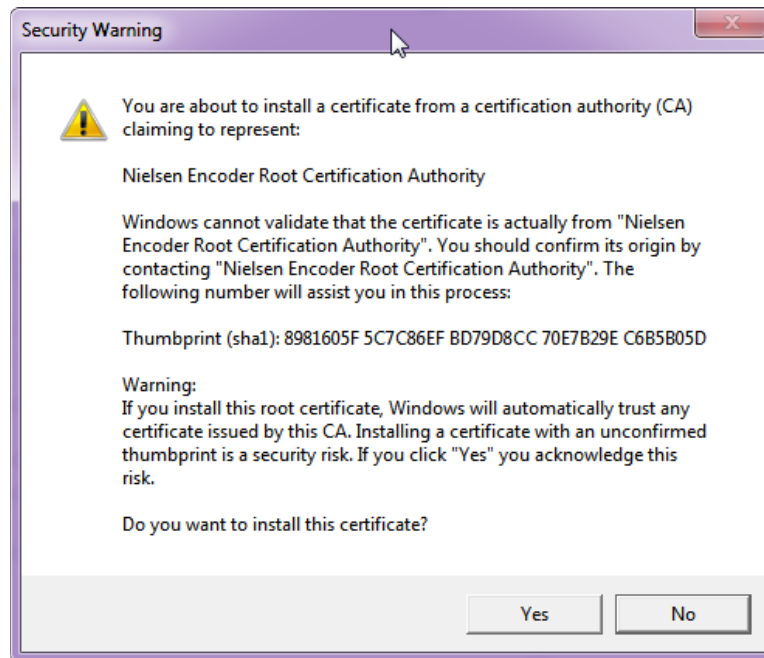 Security Warning
You are about to install a certificate from a certification authority (CA)
claiming to represent:
Nielsen Encoder Root Certification Authority
Windows cannot validate that the certificate is actually from "Nielsen
Encoder Root Certification Authority". You should confirm its origin by
contacting "Nielsen Encoder Root Certification Authority". The
following number will assist you in this process:
Thumbprint (sha1): 8981605F 5C7C86EF BD79D8CC 70E7B29E C6B5B05D
Warning:
If you install this root certificate, Windows will automatically trust any
certificate issued by this CA. Installing a certificate with an unconfirmed
thumbprint is a security risk. If you click "Yes" you acknowledge this
risk.
Do you want to install this certificate?
Yes
No